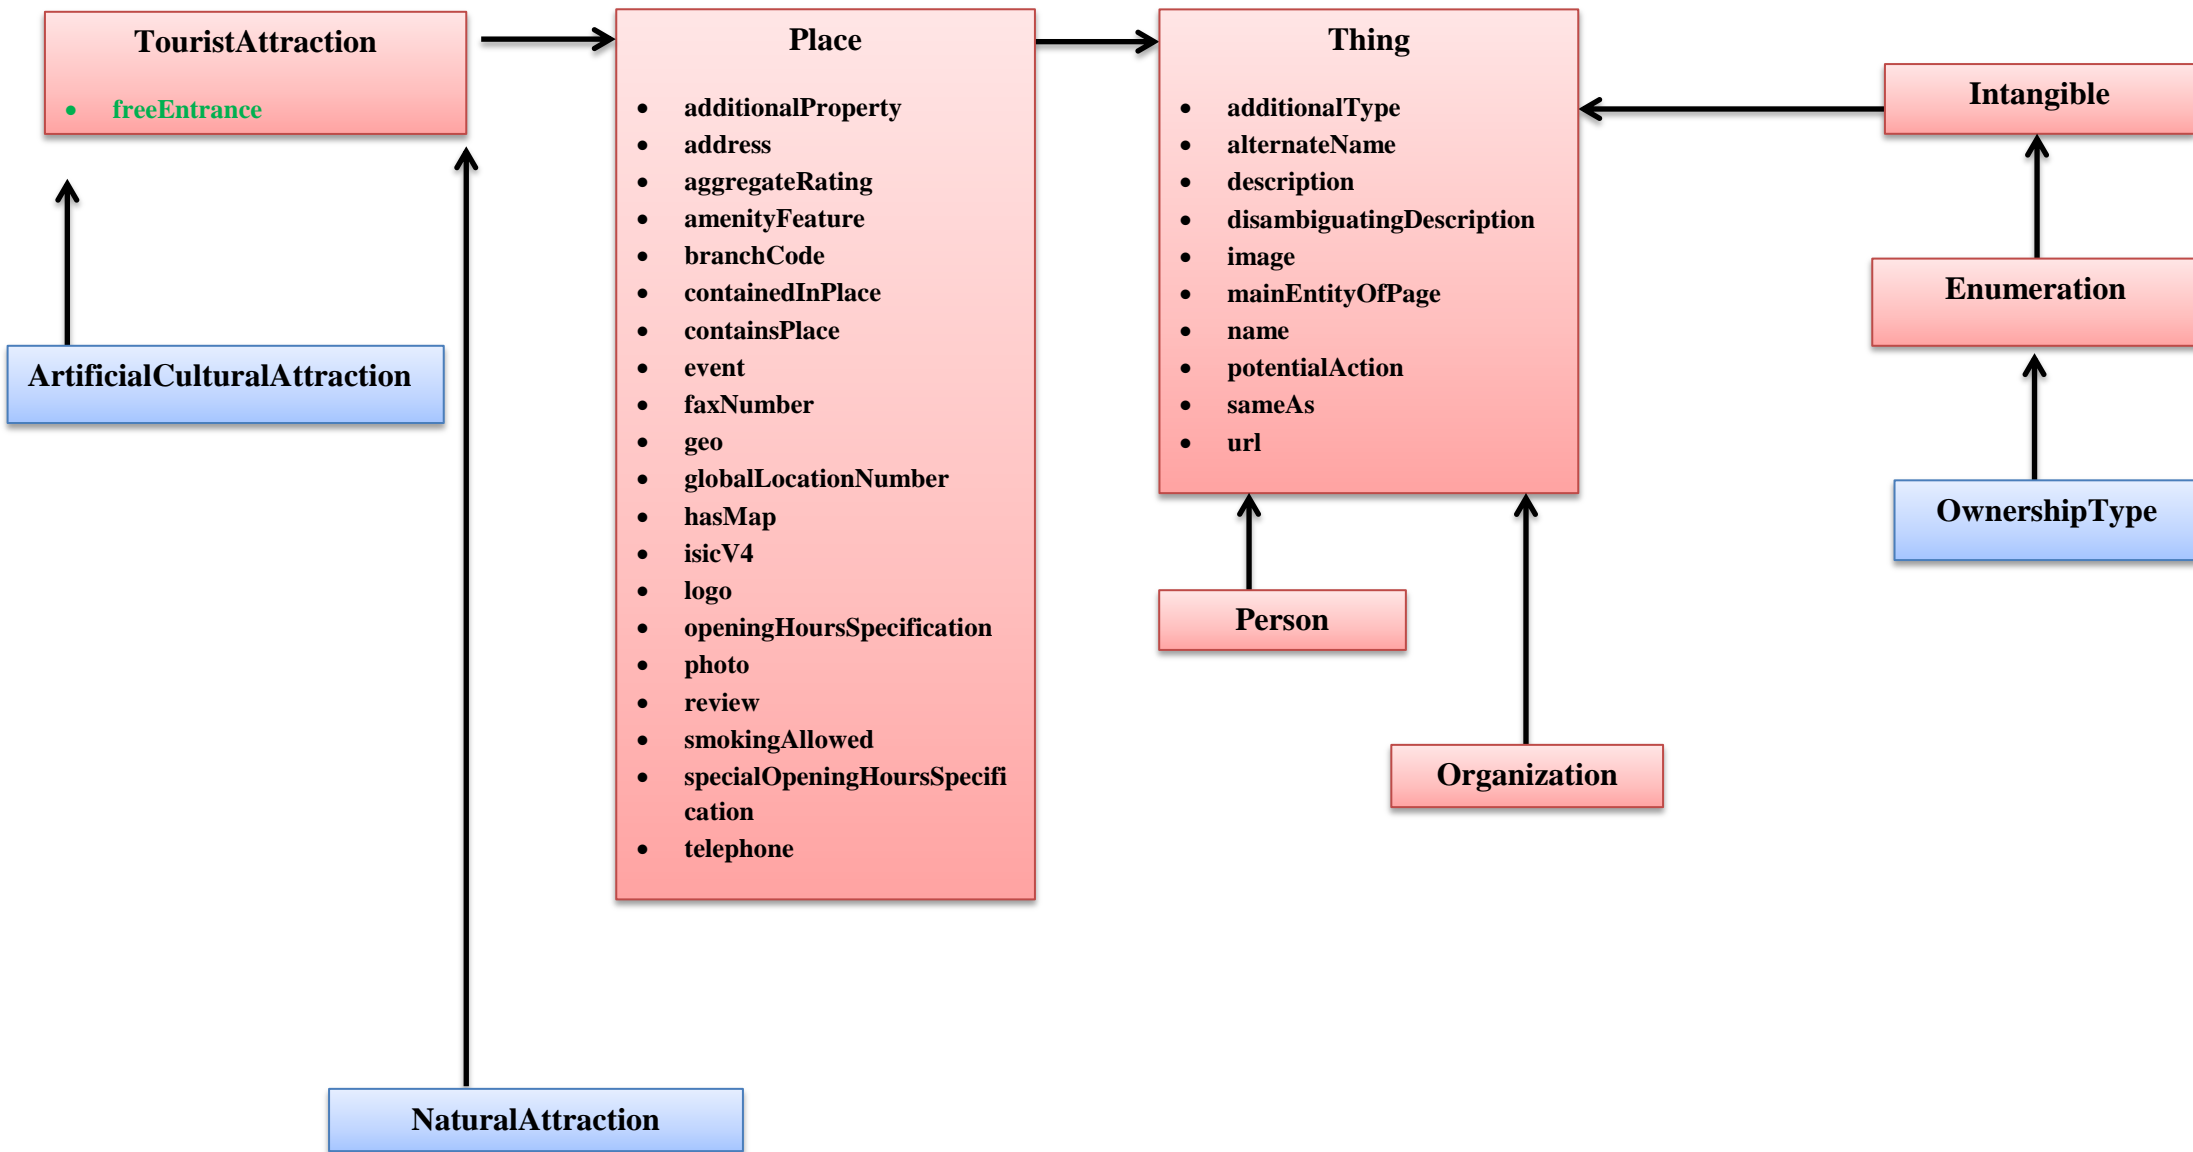 TouristAttraction
freeEntrance
ArtificialCulturalAttraction
NaturalAttraction
Place
additionalProperty
address
aggregateRating
amenityFeature
branchCode
containedInPlace
containsPlace
event
faxNumber
geo
globalLocationNumber
hasMap
isicV4
logo
openingHoursSpecification
photo
review
smokingAllowed
specialOpeningHoursSpecifi
cation
telephone
Thing
additionalType
alternateName
description
disambiguatingDescription
image
mainEntityOfPage
name
potentialAction
sameAs
url
Person
Organization
Intangible
Enumeration
OwnershipType